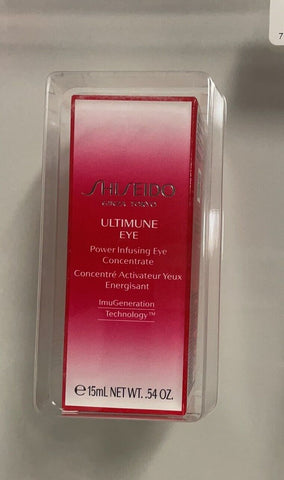 SHISEIDO
GINZA TOKYO
ULTIMUNE
EYE
Power Infusing Eye
Concentrate
Concentré Activateur Yeux
Energisant
ImuGeneration
Technology™
℮ 15mL NET WT. .54 OZ.
7